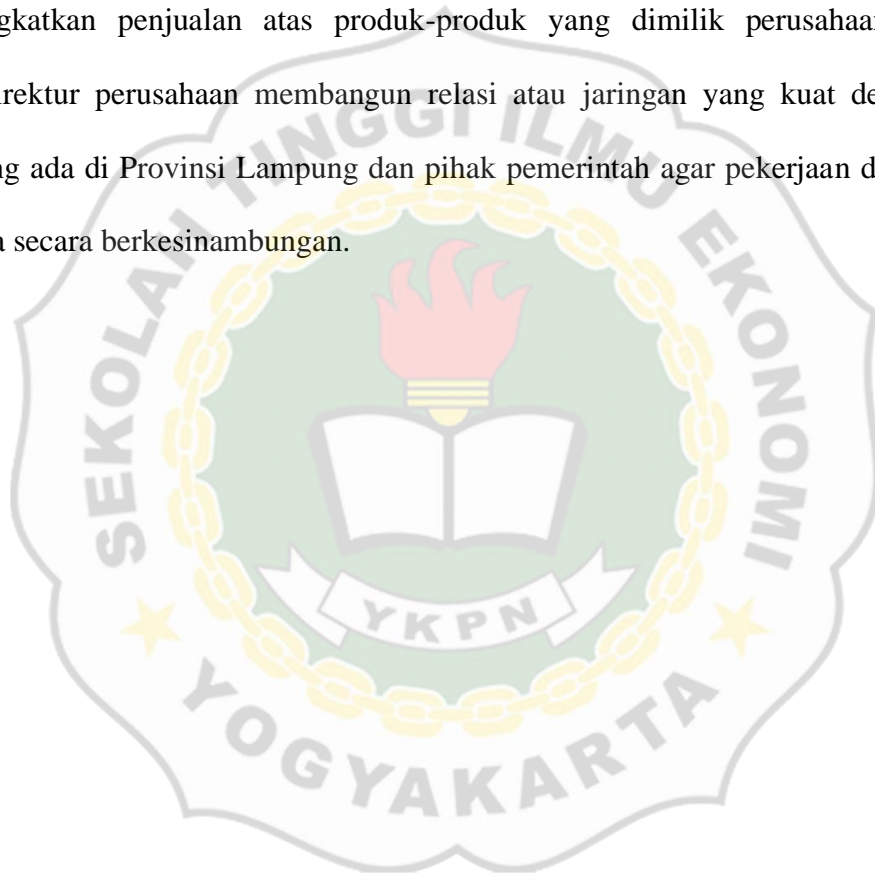 gkatkan penjualan atas produk-produk yang dimilik perusahaan
rektur perusahaan membangun relasi atau jaringan yang kuat de
ng ada di Provinsi Lampung dan pihak pemerintah agar pekerjaan d
a secara berkesinambungan.
SEKOLAH TINGGI ILMU EKONOMI
YKPN
YOGYAKARTA